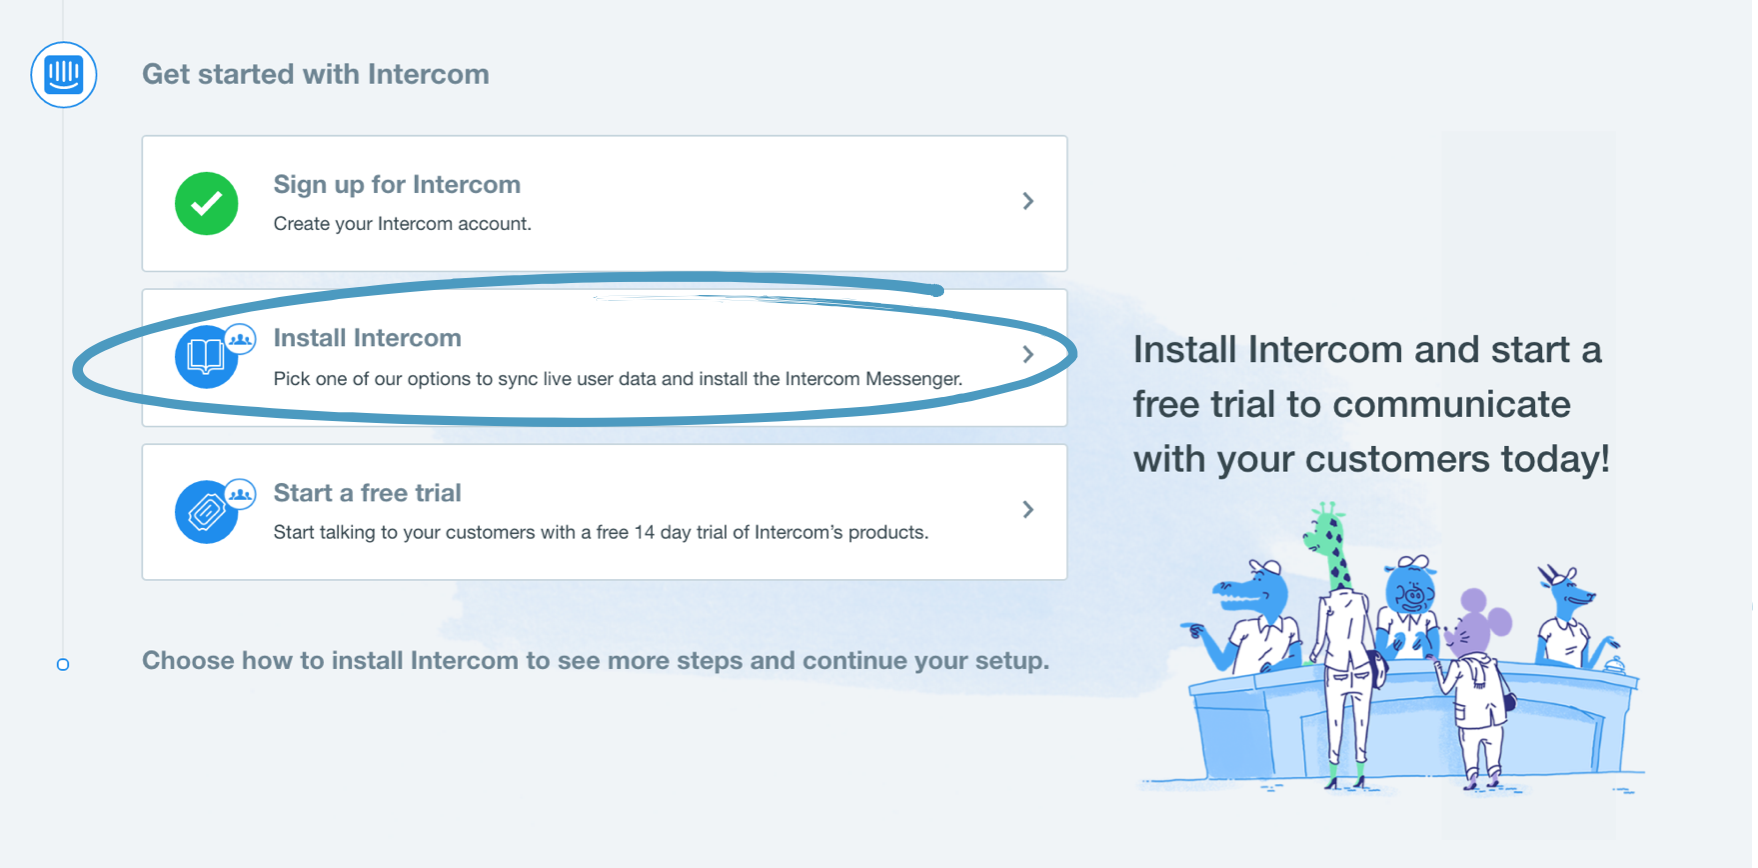 Get started with Intercom
Sign up for Intercom
Create your Intercom account.
Install Intercom
Pick one of our options to sync live user data and install the Intercom Messenger.
Start a free trial
Start talking to your customers with a free 14 day trial of Intercom’s products.
Choose how to install Intercom to see more steps and continue your setup.
Install Intercom and start a
free trial to communicate
with your customers today!